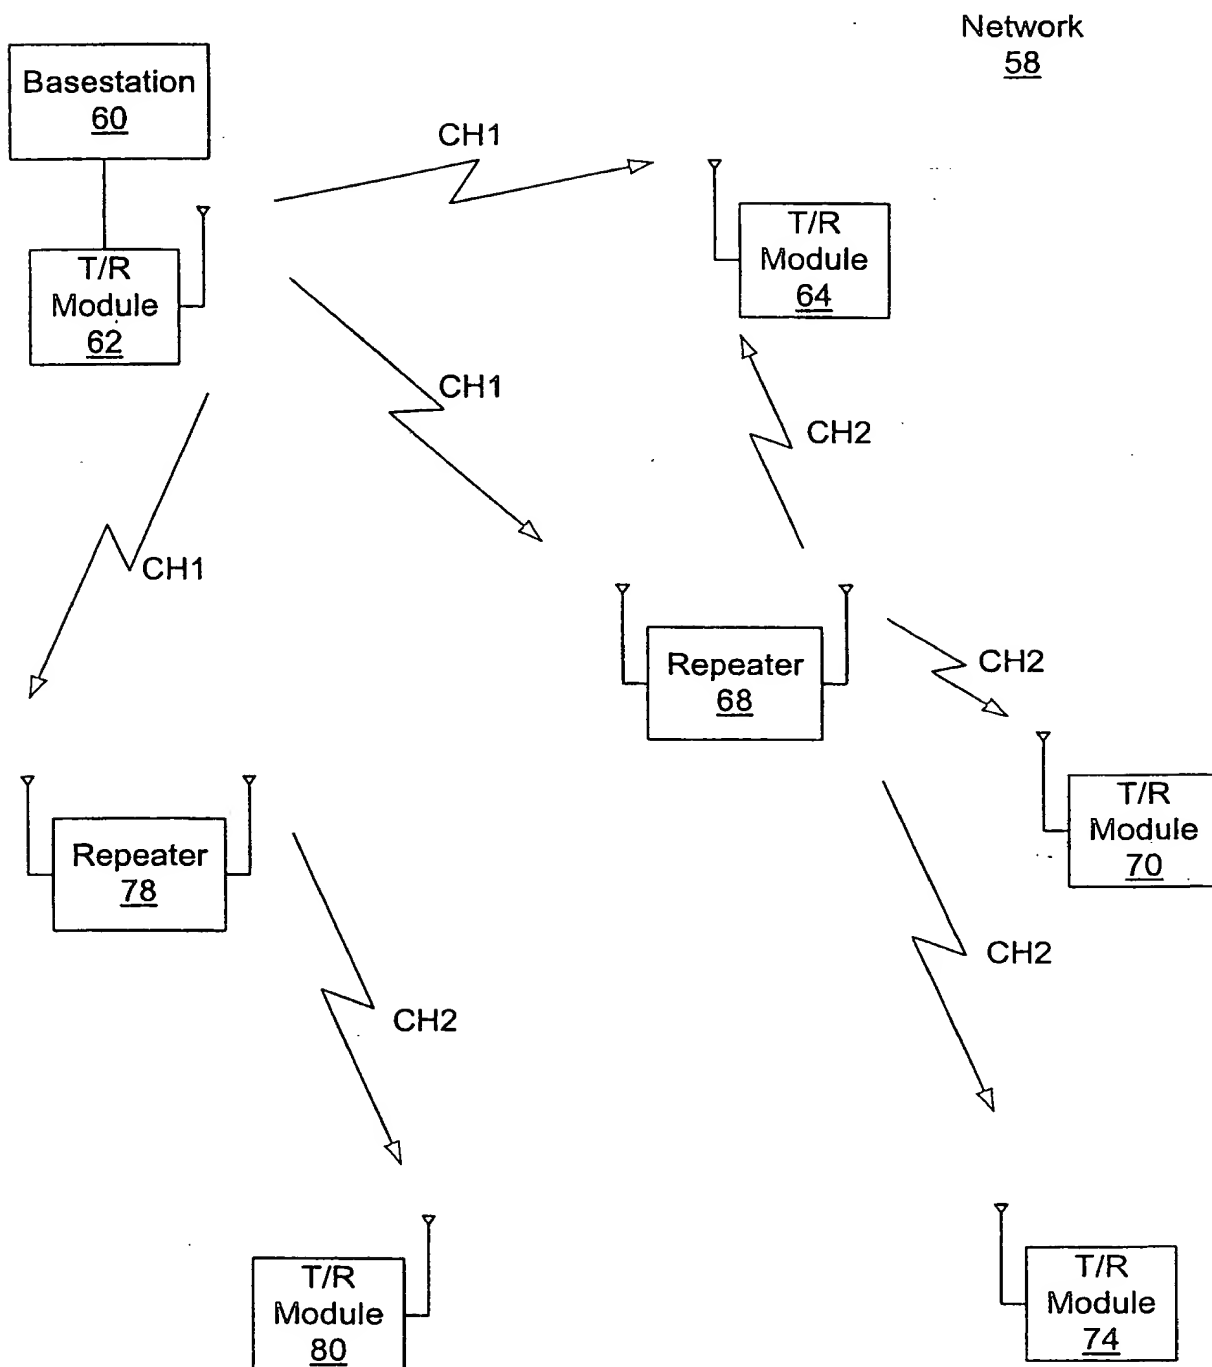 Network
58
Basestation
60
CH1
T/R
Module
64
T/R
Module
62
CH1
CH2
CH1
Repeater
68
CH2
T/R
Module
70
Repeater
78
CH2
CH2
T/R
Module
80
T/R
Module
74